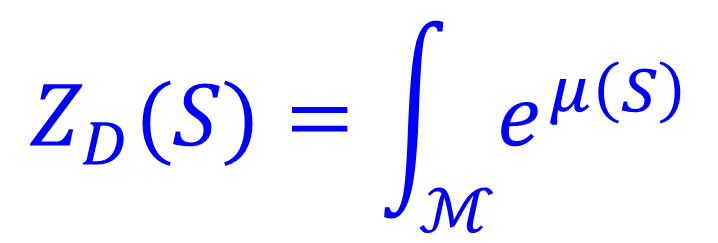 Z_D(S) = ∫_ℳ e^{μ(S)}